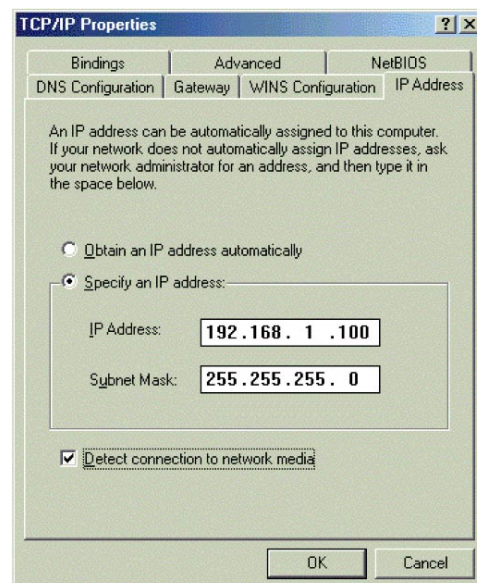 TCP/IP Properties
? ×
Bindings Advanced NetBIOS
DNS Configuration Gateway WINS Configuration IP Address
An IP address can be automatically assigned to this computer.
If your network does not automatically assign IP addresses, ask
your network administrator for an address, and then type it in
the space below.
Obtain an IP address automatically
Specify an IP address:
IP Address: 192.168. 1 .100
Subnet Mask: 255.255.255. 0
Detect connection to network media
OK Cancel